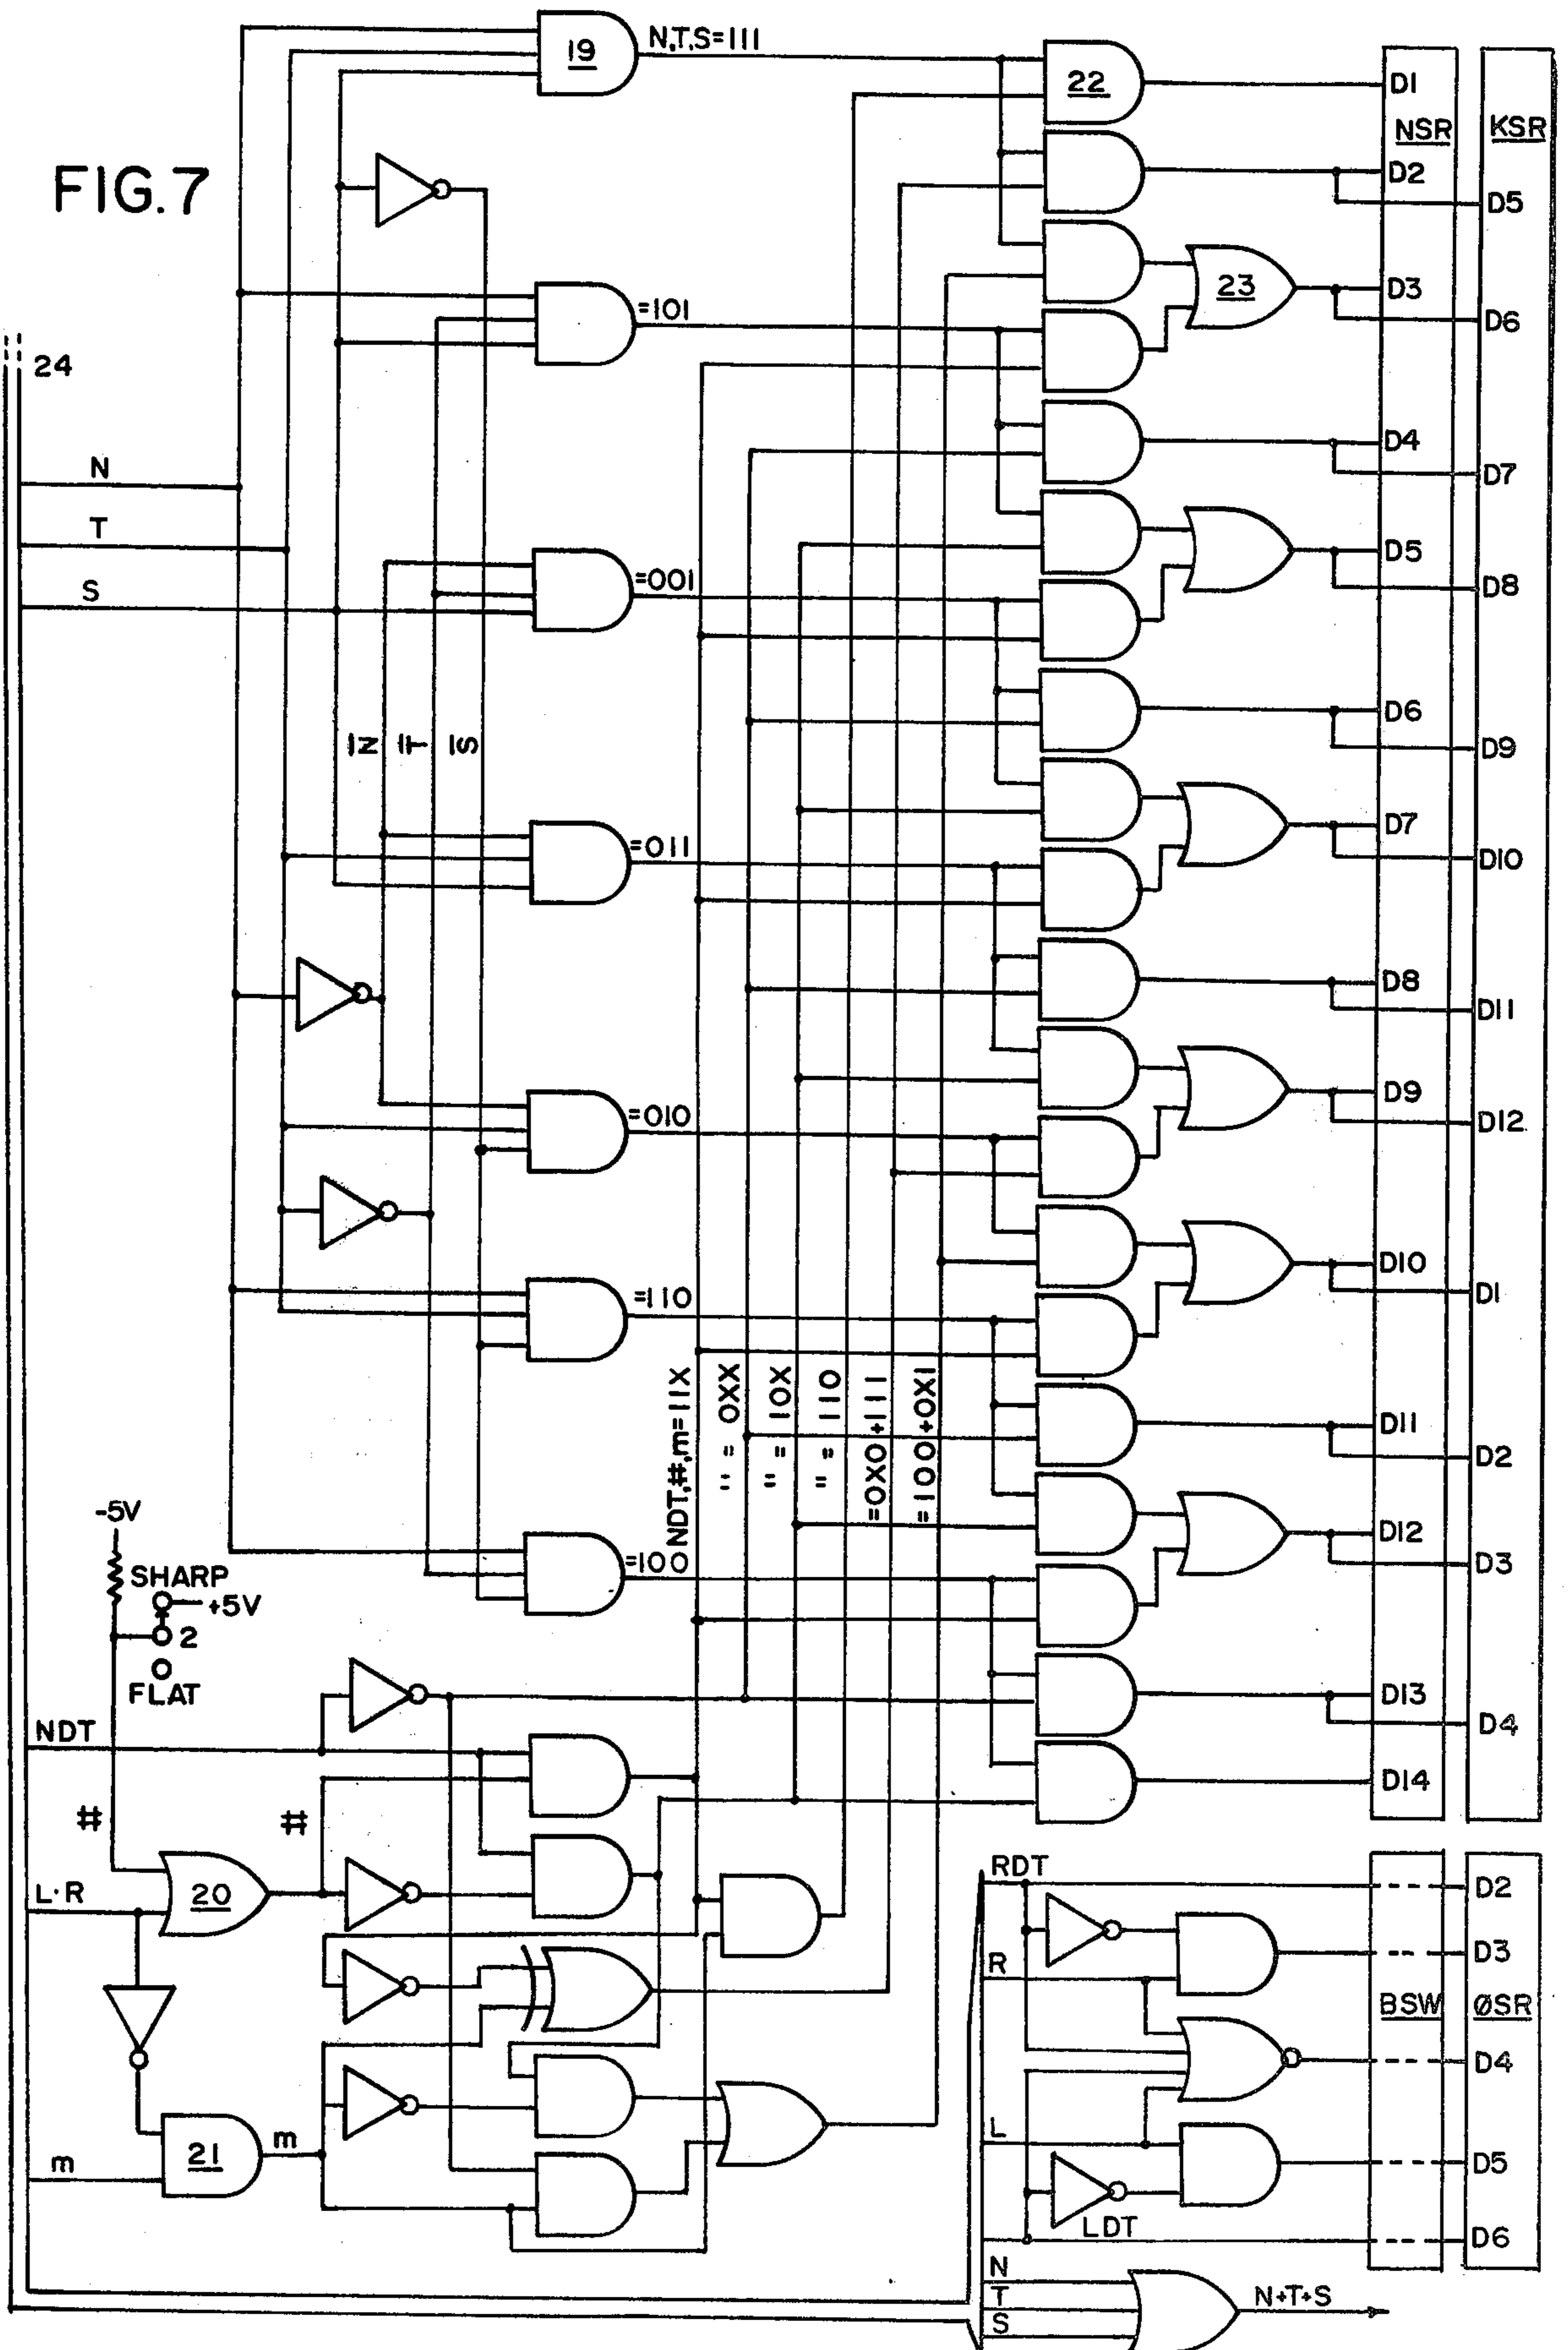 FIG.7
19
N,T,S=111
22
D1
NSR
KSR
D2
D5
23
D3
D6
=101
24
D4
D7
N
T
D5
D8
S
=001
D6
D9
N̅
T̅
S̅
D7
D10
=011
D8
D11
D9
D12
=010
D10
D1
=110
NDT,#,m=11X
" = 0XX
" = 10X
" = 110
=0X0+111
=100+0X1
D11
D2
D12
D3
=100
-5V
SHARP
+5V
2
FLAT
D13
D4
NDT
D14
#
#
L·R
20
RDT
D2
D3
R
BSW
ØSR
D4
L
D5
LDT
D6
m
21
m
N
T
S
N+T+S